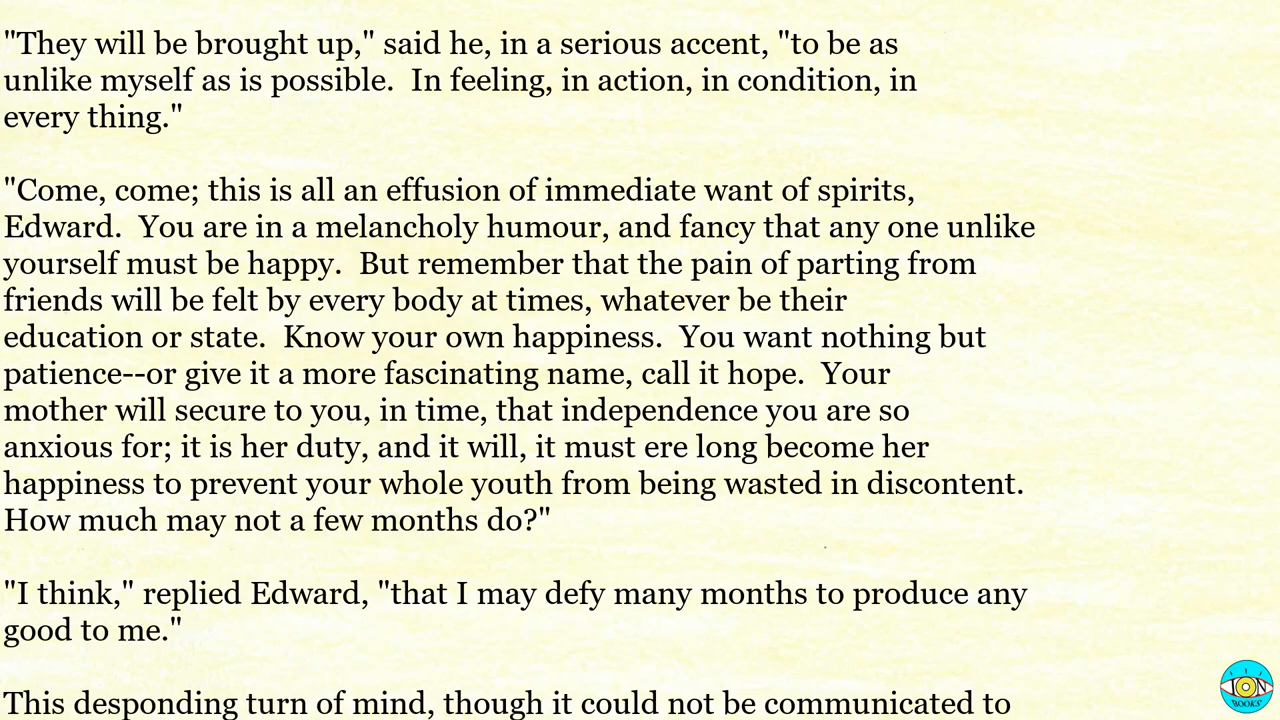 "They will be brought up," said he, in a serious accent, "to be as
unlike myself as is possible.  In feeling, in action, in condition, in
every thing."
"Come, come; this is all an effusion of immediate want of spirits,
Edward.  You are in a melancholy humour, and fancy that any one unlike
yourself must be happy.  But remember that the pain of parting from
friends will be felt by every body at times, whatever be their
education or state.  Know your own happiness.  You want nothing but
patience--or give it a more fascinating name, call it hope.  Your
mother will secure to you, in time, that independence you are so
anxious for; it is her duty, and it will, it must ere long become her
happiness to prevent your whole youth from being wasted in discontent.
How much may not a few months do?"
"I think," replied Edward, "that I may defy many months to produce any
good to me."
This desponding turn of mind, though it could not be communicated to
ION
BOOKS